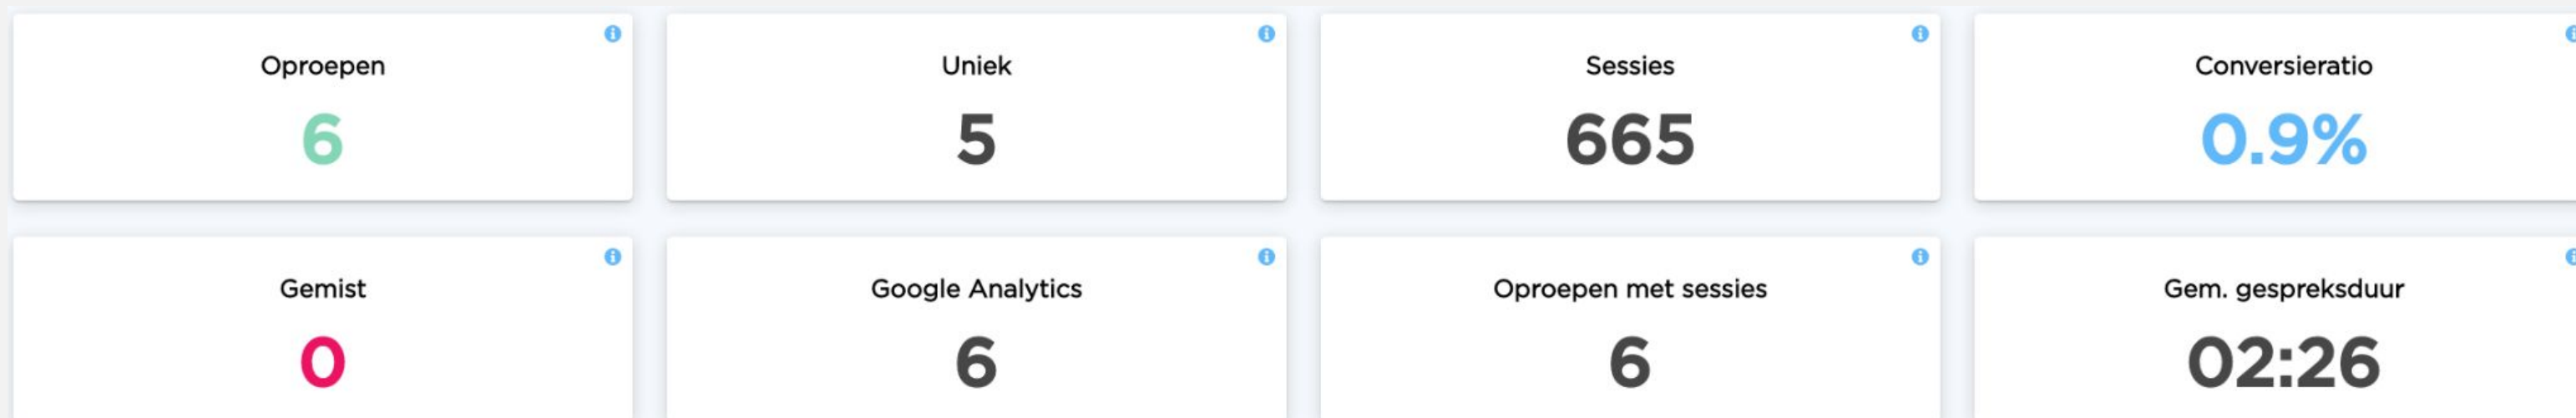 Oproepen
6
Uniek
5
Sessies
665
Conversieratio
0.9%
Gemist
0
Google Analytics
6
Oproepen met sessies
6
Gem. gespreksduur
02:26